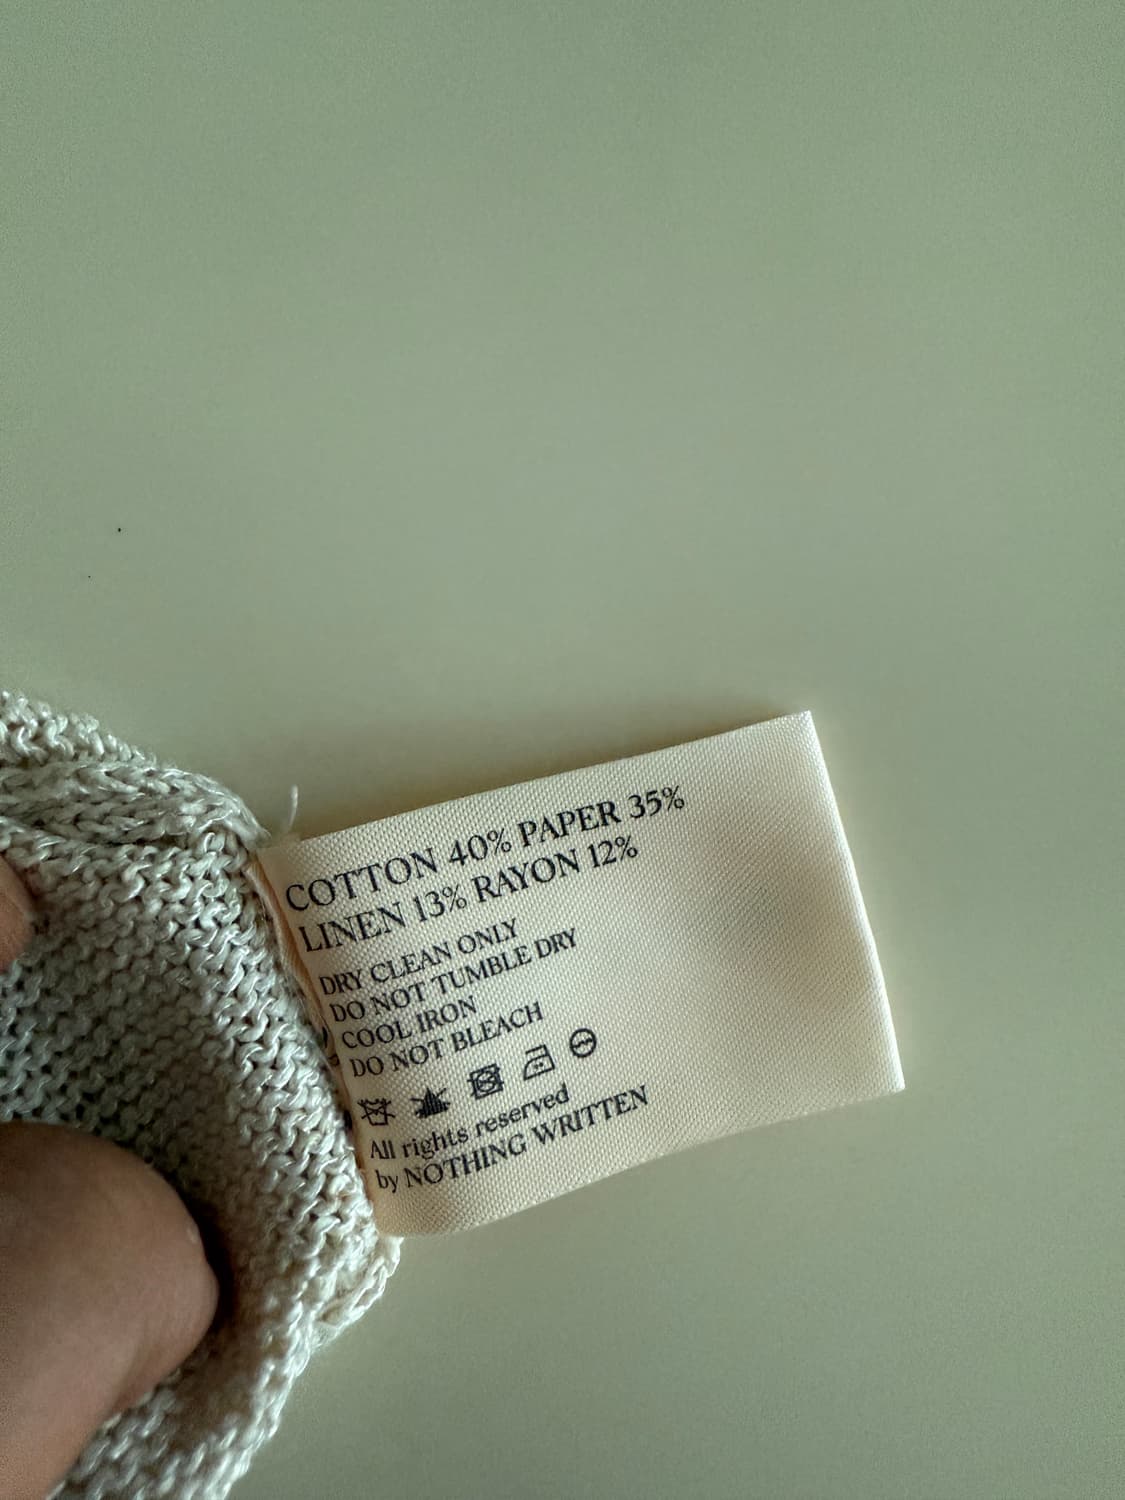 COTTON 40% PAPER 35%
LINEN 13% RAYON 12%
DRY CLEAN ONLY
DO NOT TUMBLE DRY
COOL IRON
DO NOT BLEACH
All rights reserved
by NOTHING WRITTEN